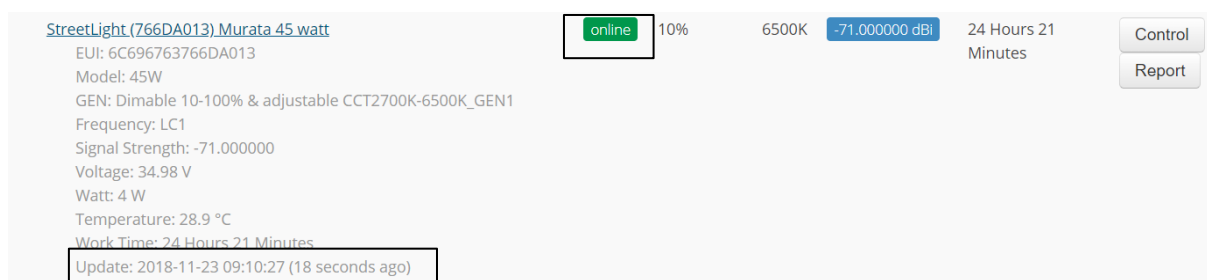 StreetLight (766DA013) Murata 45 watt online 10% 6500K -71.000000 dBi 24 Hours 21 Minutes Control
EUI: 6C696763766DA013
Model: 45W
Report
GEN: Dimable 10-100% & adjustable CCT2700K-6500K_GEN1
Frequency: LC1
Signal Strength: -71.000000
Voltage: 34.98 V
Watt: 4 W
Temperature: 28.9 °C
Work Time: 24 Hours 21 Minutes
Update: 2018-11-23 09:10:27 (18 seconds ago)